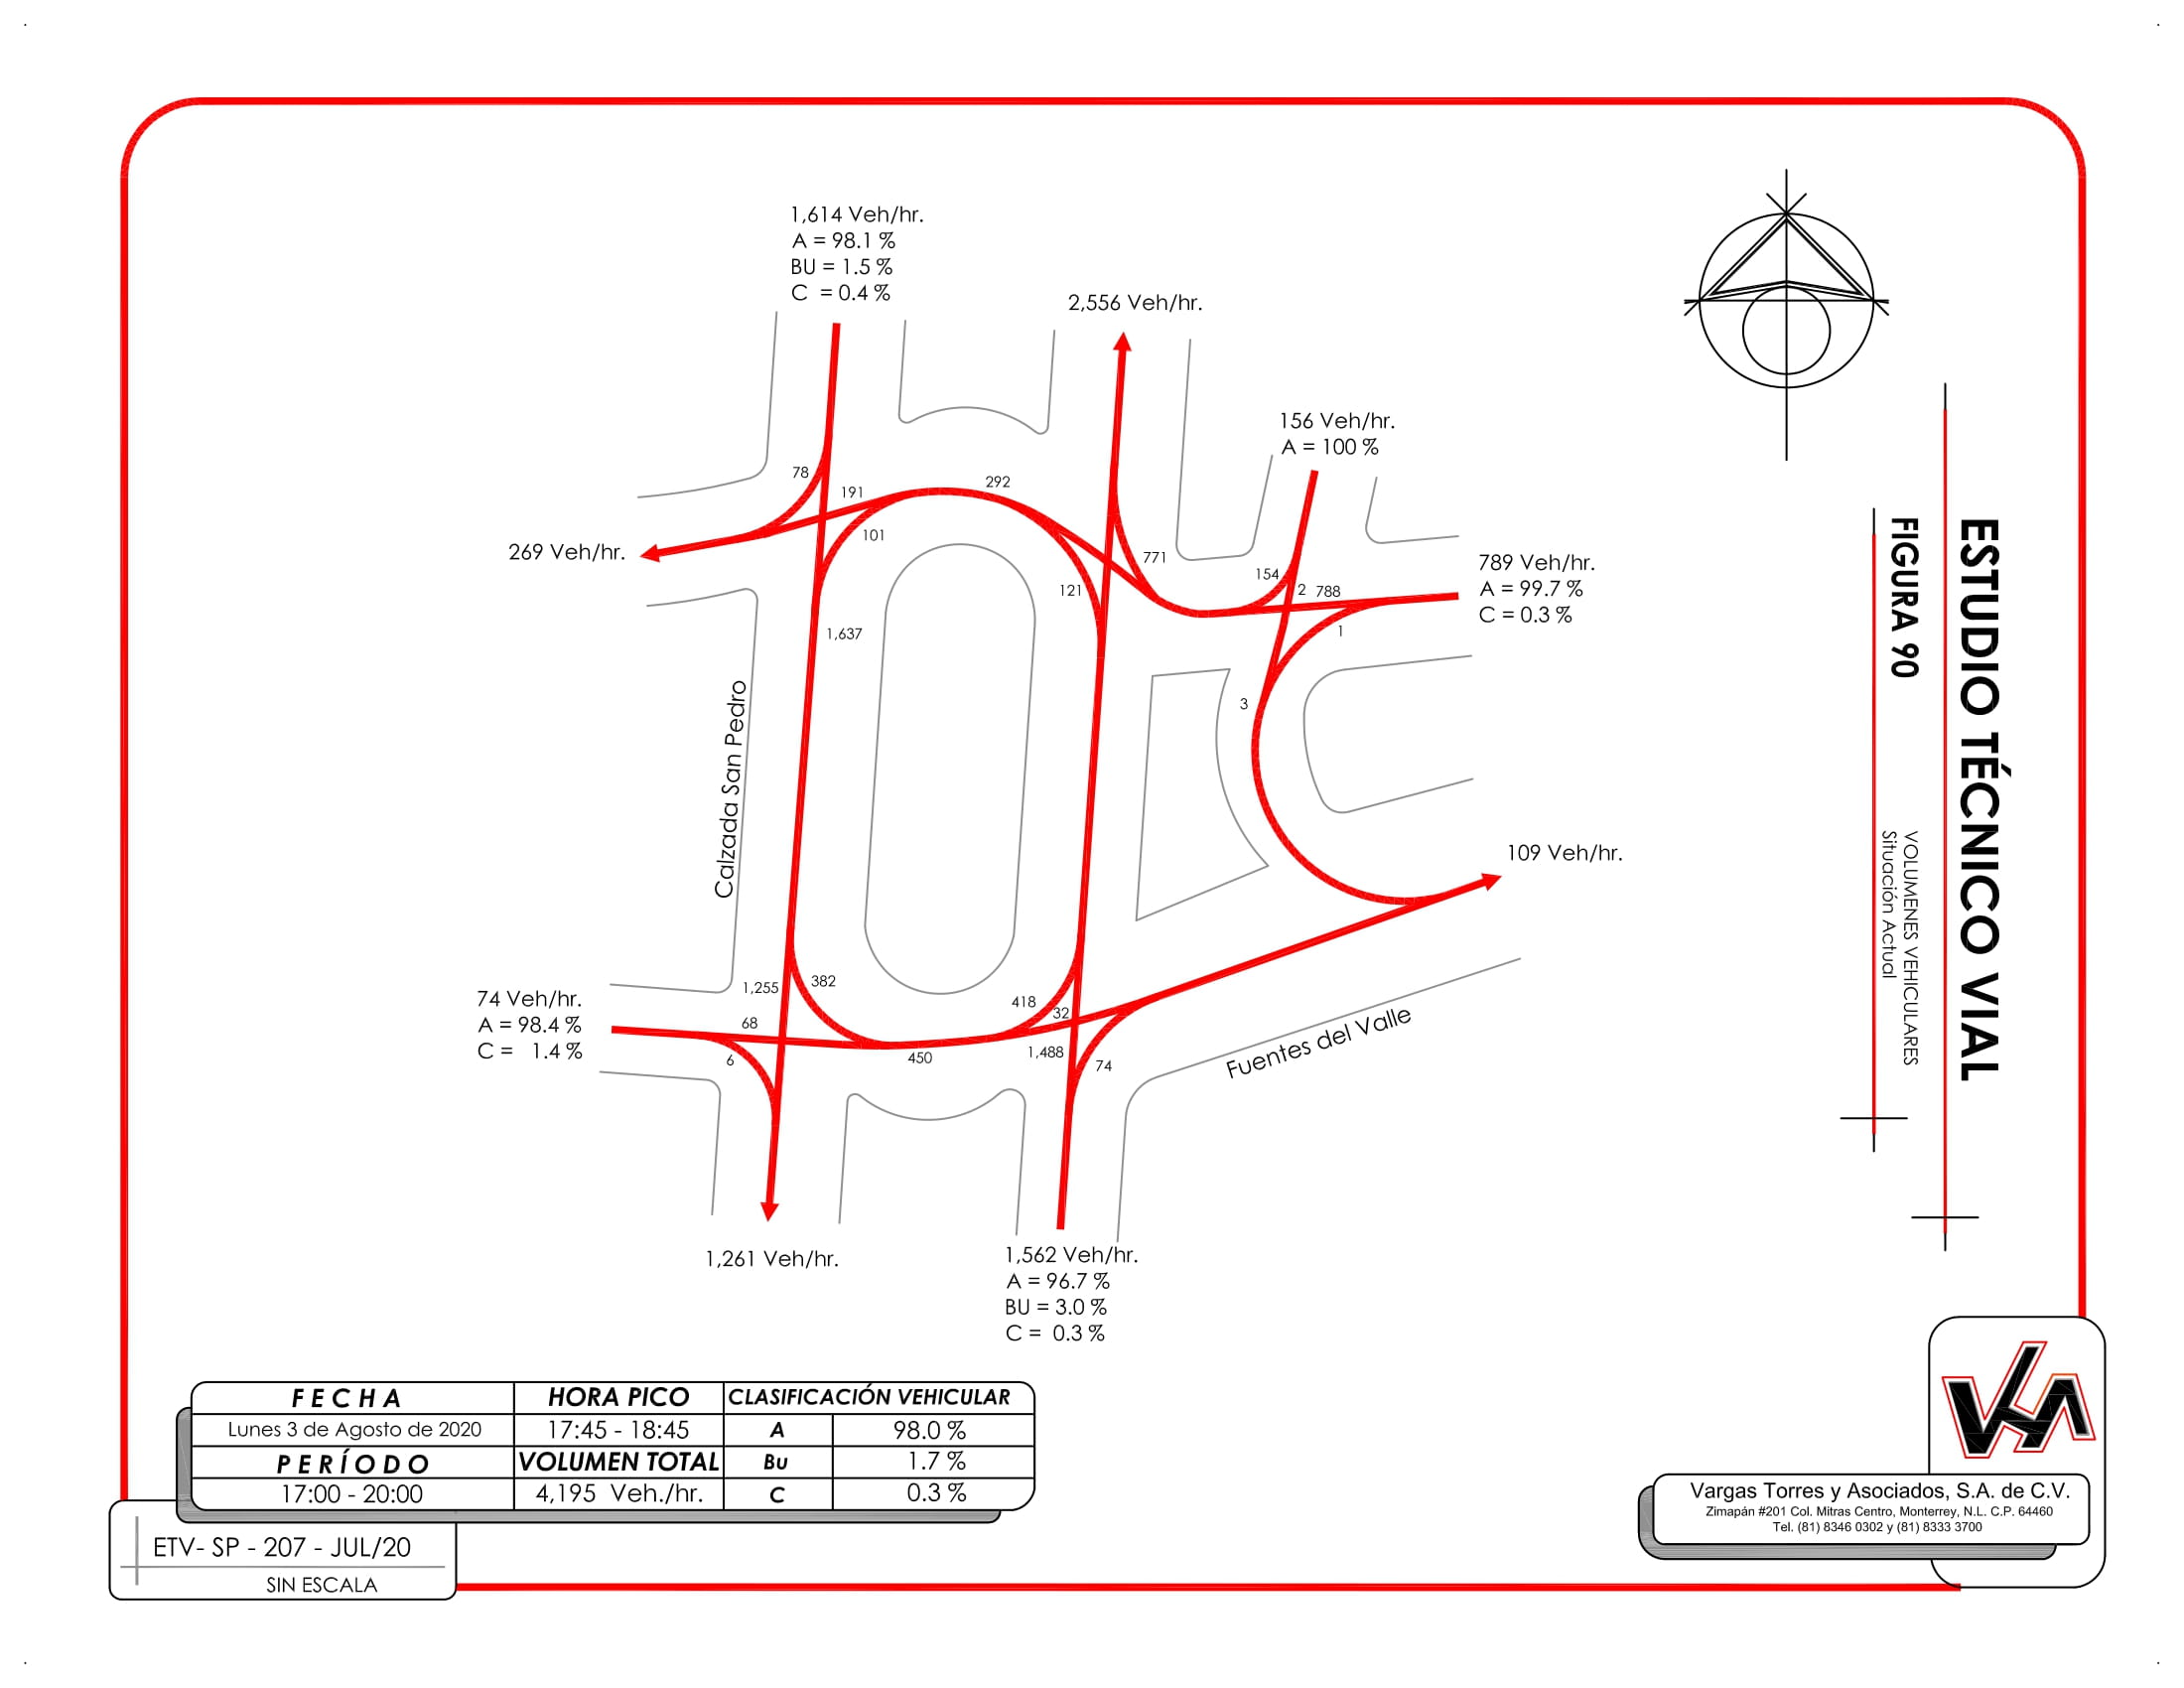 1,614 Veh/hr.
A = 98.1 %
BU = 1.5 %
C = 0.4 %
2,556 Veh/hr.
156 Veh/hr.
A = 100 %
78
191
292
101
269 Veh/hr.
771
154
2
788
789 Veh/hr.
A = 99.7 %
C = 0.3 %
121
1
1,637
3
Calzada San Pedro
109 Veh/hr.
74 Veh/hr.
A = 98.4 %
C = 1.4 %
1,255
382
418
32
68
6
450
1,488
74
Fuentes del Valle
1,261 Veh/hr.
1,562 Veh/hr.
A = 96.7 %
BU = 3.0 %
C = 0.3 %
ESTUDIO TÉCNICO VIAL
FIGURA 90
VOLUMENES VEHICULARES
Situación Actual
FECHA
HORA PICO
CLASIFICACIÓN VEHICULAR
Lunes 3 de Agosto de 2020
17:45 - 18:45
A
98.0 %
PERÍODO
VOLUMEN TOTAL
Bu
1.7 %
17:00 - 20:00
4,195 Veh./hr.
C
0.3 %
ETV- SP - 207 - JUL/20
SIN ESCALA
Vargas Torres y Asociados, S.A. de C.V.
Zimapán #201 Col. Mitras Centro, Monterrey, N.L. C.P. 64460
Tel. (81) 8346 0302 y (81) 8333 3700